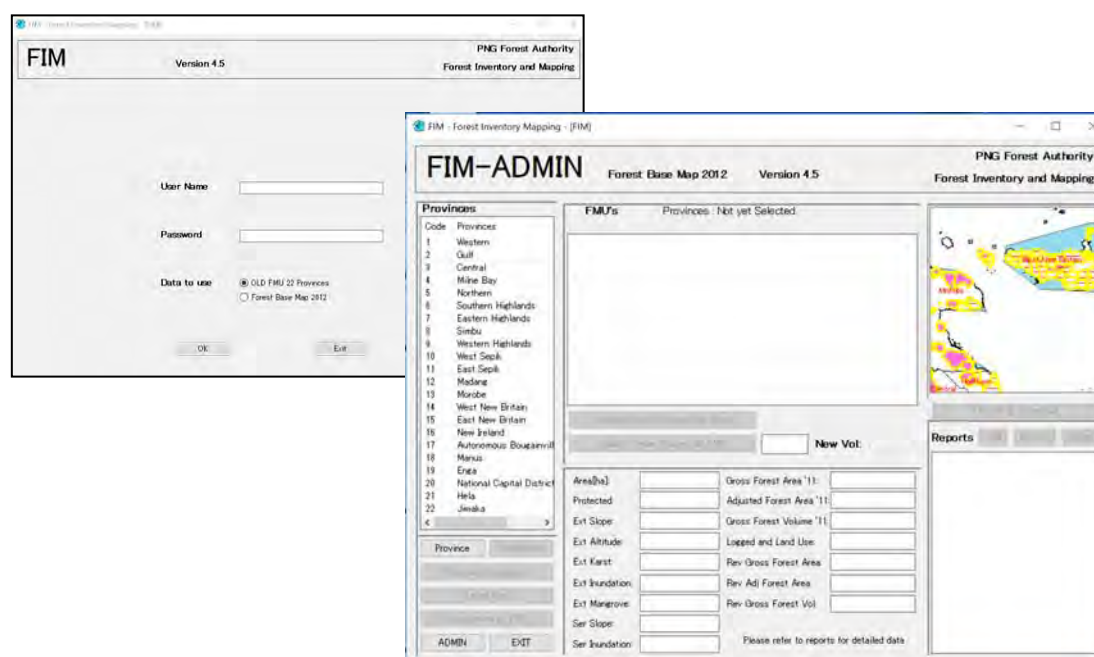 FIM
Version 4.5
PNG Forest Authority
Forest Inventory and Mapping
User Name
Password
Data to use
OLD FMU 22 Provinces
Forest Base Map 2012
OK
Exit
FIM - Forest Inventory Mapping - [FIM]
FIM-ADMIN
Forest Base Map 2012
Version 4.5
PNG Forest Authority
Forest Inventory and Mapping
Provinces
Code Provinces
1 Western
2 Gulf
3 Central
4 Milne Bay
5 Northern
6 Southern Highlands
7 Eastern Highlands
8 Simbu
9 Western Highlands
10 West Sepik
11 East Sepik
12 Madang
13 Morobe
14 West New Britain
15 East New Britain
16 New Ireland
17 Autonomous Bougainvill
18 Manus
19 Enga
20 National Capital District
21 Hela
22 Jiwaka
Province
ADMIN
EXIT
FMU's
Provinces : Not yet Selected
New Vol:
Area[ha]:
Protected:
Ext Slope:
Ext Altitude:
Ext Karst:
Ext Inundation:
Ext Mangrove:
Ser Slope:
Ser Inundation:
Gross Forest Area '11:
Adjusted Forest Area '11:
Gross Forest Volume '11:
Logged and Land Use:
Rev Gross Forest Area:
Rev Adj Forest Area:
Rev Gross Forest Vol:
Please refer to reports for detailed data
West New Britain
Morobe
Central
Reports